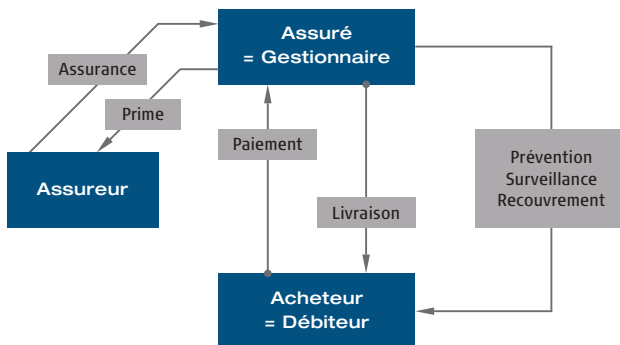 Assuré
= Gestionnaire
Assurance
Prime
Paiement
Assureur
Prévention
Surveillance
Recouvrement
Livraison
Acheteur
= Débiteur